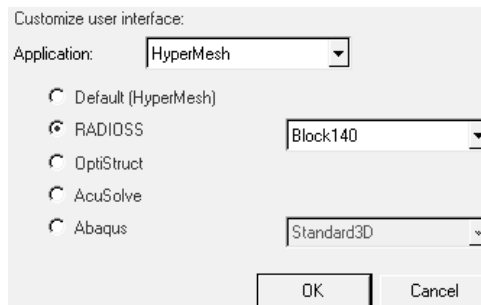 Customize user interface:
Application: HyperMesh
Default (HyperMesh)
RADIOSS Block140
OptiStruct
AcuSolve
Abaqus Standard3D
OK Cancel